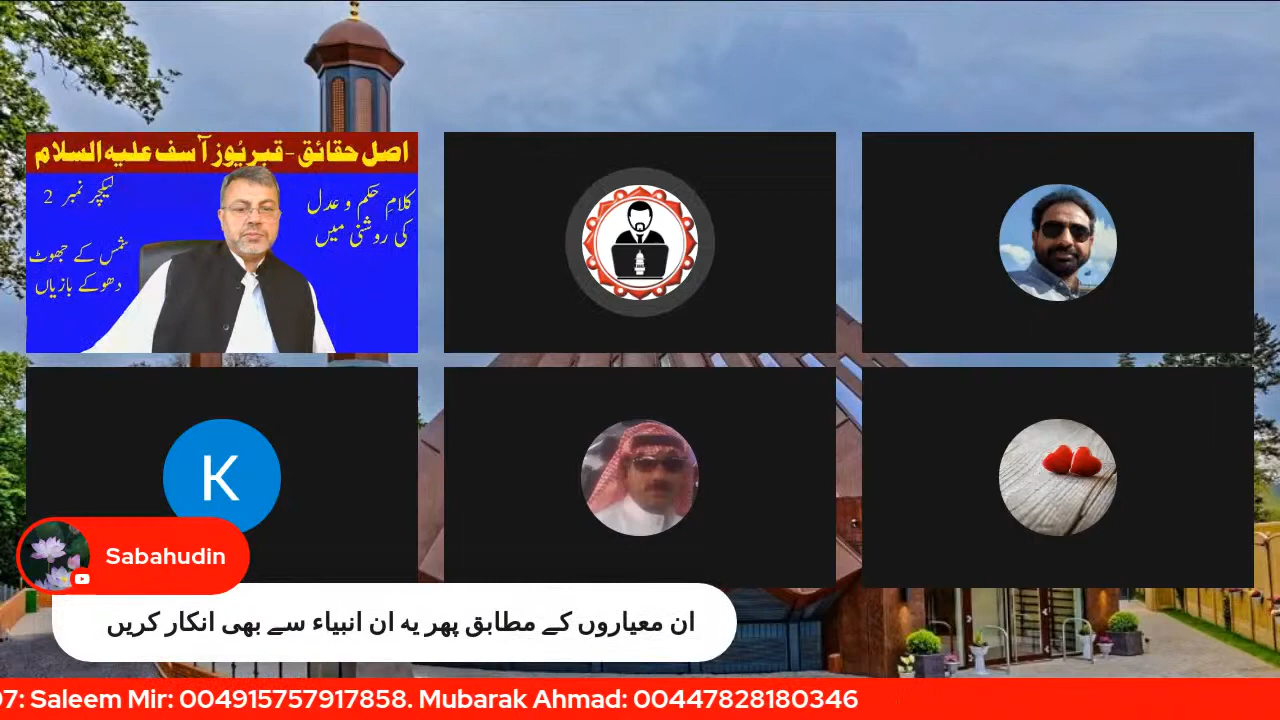 اصل حقائق - قبر یُوز آسف علیہ السلام
لیکچر نمبر 2
کلامِ حکم و عدل
کی روشنی میں
شمس کے جھوٹ
دھوکے بازیاں
K
Sabahudin
ان معیاروں کے مطابق پھر یہ ان انبیاء سے بھی انکار کریں
07: Saleem Mir: 004915757917858. Mubarak Ahmad: 00447828180346